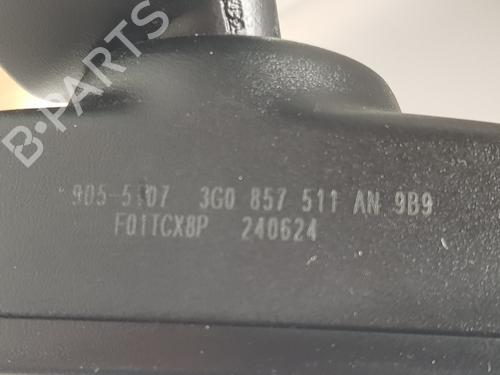 B-PARTS
905-5107 3G0 857 511 AN 9B9
F01TCX8P 240624